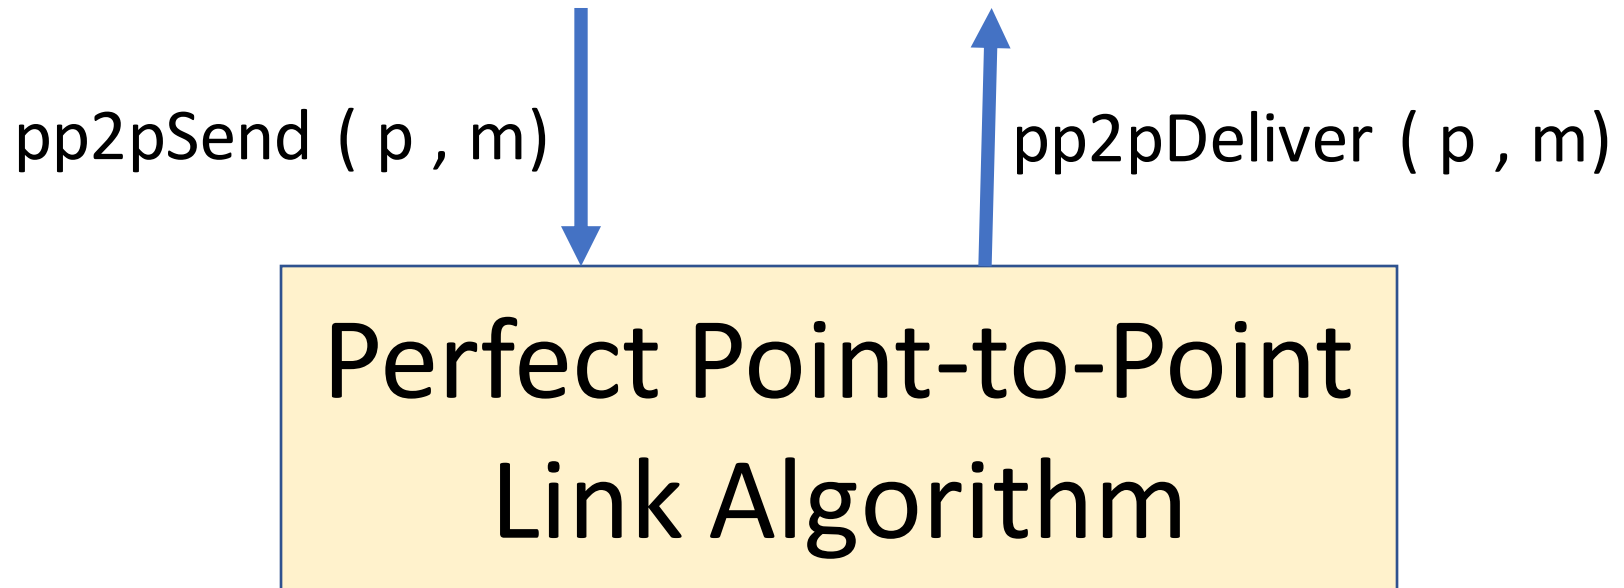 pp2pSend ( p , m)
pp2pDeliver ( p , m)
Perfect Point-to-Point
Link Algorithm